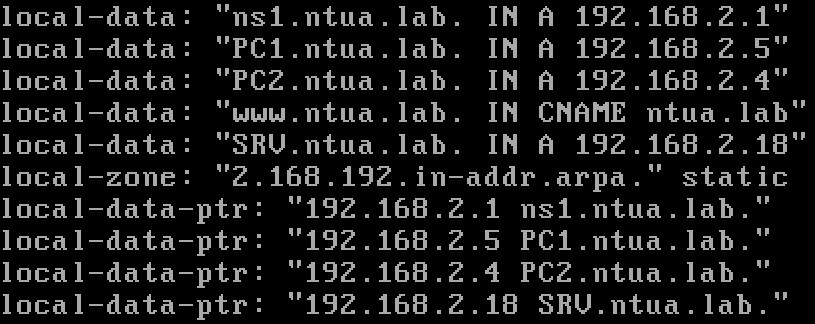 local-data: "ns1.ntua.lab. IN A 192.168.2.1"
local-data: "PC1.ntua.lab. IN A 192.168.2.5"
local-data: "PC2.ntua.lab. IN A 192.168.2.4"
local-data: "www.ntua.lab. IN CNAME ntua.lab"
local-data: "SRV.ntua.lab. IN A 192.168.2.18"
local-zone: "2.168.192.in-addr.arpa." static
local-data-ptr: "192.168.2.1 ns1.ntua.lab."
local-data-ptr: "192.168.2.5 PC1.ntua.lab."
local-data-ptr: "192.168.2.4 PC2.ntua.lab."
local-data-ptr: "192.168.2.18 SRV.ntua.lab."